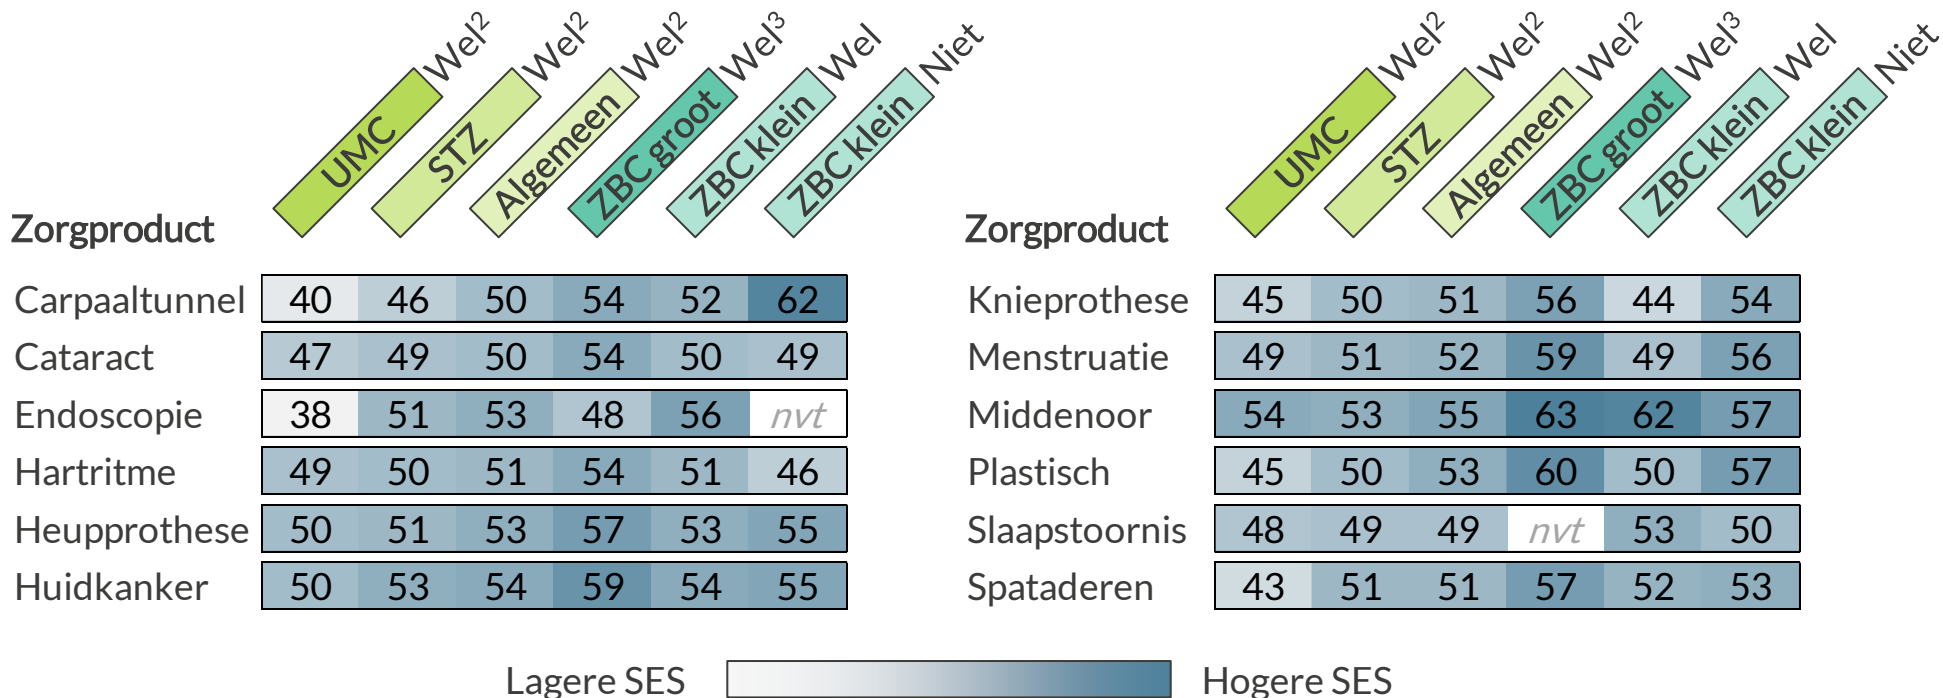 Wel² Wel² Wel² Wel³ Wel Niet
UMC STZ Algemeen ZBC groot ZBC klein ZBC klein
Zorgproduct
Carpaaltunnel 40 46 50 54 52 62
Cataract 47 49 50 54 50 49
Endoscopie 38 51 53 48 56 nvt
Hartritme 49 50 51 54 51 46
Heupprothese 50 51 53 57 53 55
Huidkanker 50 53 54 59 54 55
Wel² Wel² Wel² Wel³ Wel Niet
UMC STZ Algemeen ZBC groot ZBC klein ZBC klein
Zorgproduct
Knieprothese 45 50 51 56 44 54
Menstruatie 49 51 52 59 49 56
Middenoor 54 53 55 63 62 57
Plastisch 45 50 53 60 50 57
Slaapstoornis 48 49 49 nvt 53 50
Spataderen 43 51 51 57 52 53
Lagere SES Hogere SES